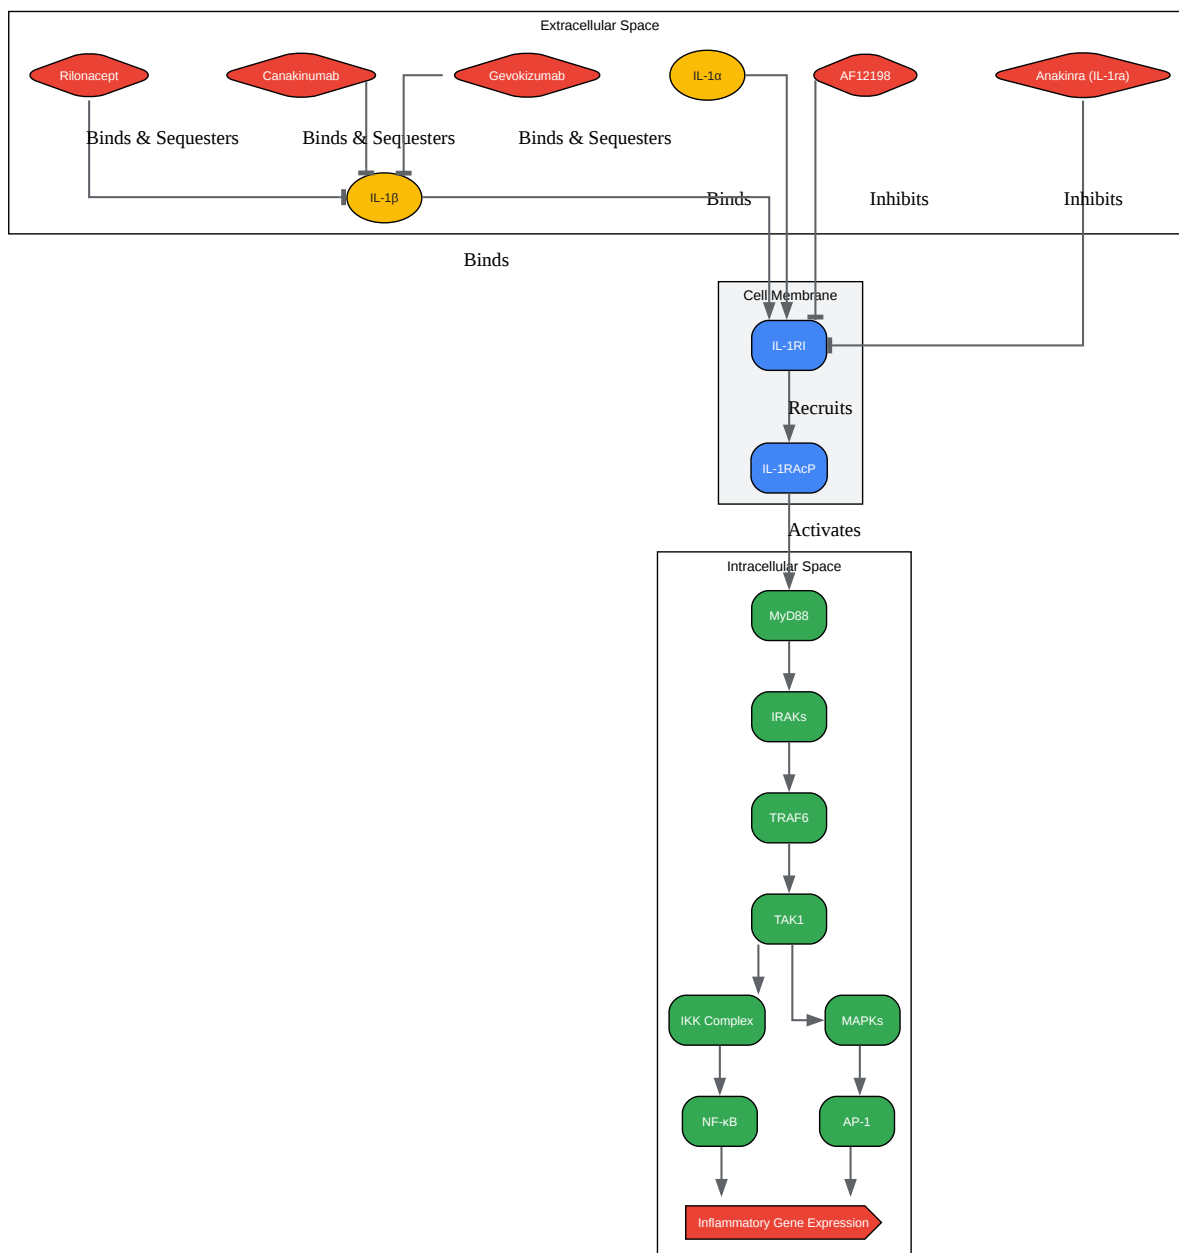 Extracellular Space
Rilonacept
Canakinumab
Gevokizumab
IL-1α
AF12198
Anakinra (IL-1ra)
Binds & Sequesters
Binds & Sequesters
Binds & Sequesters
IL-1β
Binds
Inhibits
Inhibits
Binds
Cell Membrane
IL-1RI
Recruits
IL-1RAcP
Activates
Intracellular Space
MyD88
IRAKs
TRAF6
TAK1
IKK Complex
MAPKs
NF-κB
AP-1
Inflammatory Gene Expression